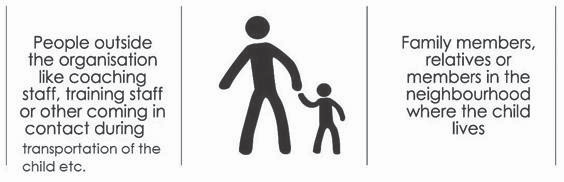 People outside
the organisation
like coaching
staff, training staff
or other coming in
contact during
transportation of the
child etc.
Family members,
relatives or
members in the
neighbourhood
where the child
lives